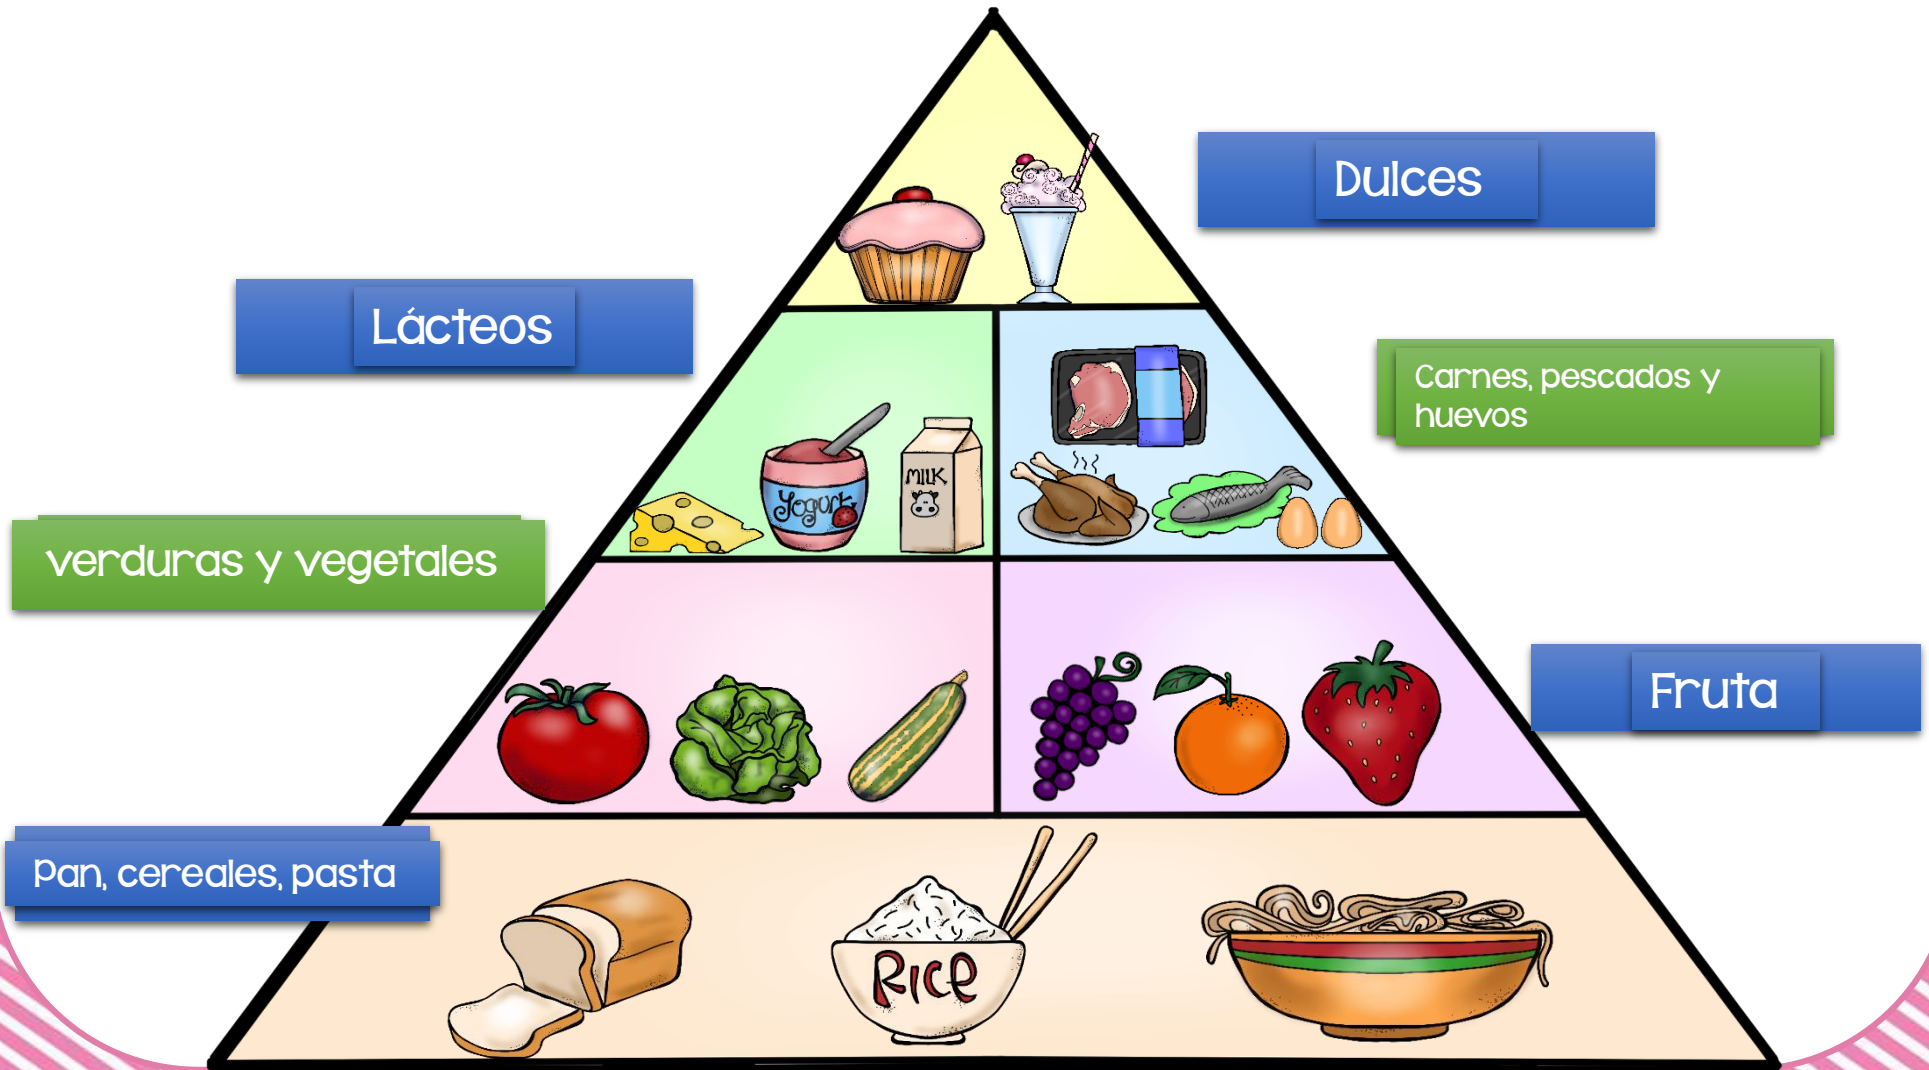 Dulces
Lácteos
Carnes, pescados y
huevos
Yogurt
MILK
verduras y vegetales
Fruta
Pan, cereales, pasta
RICE